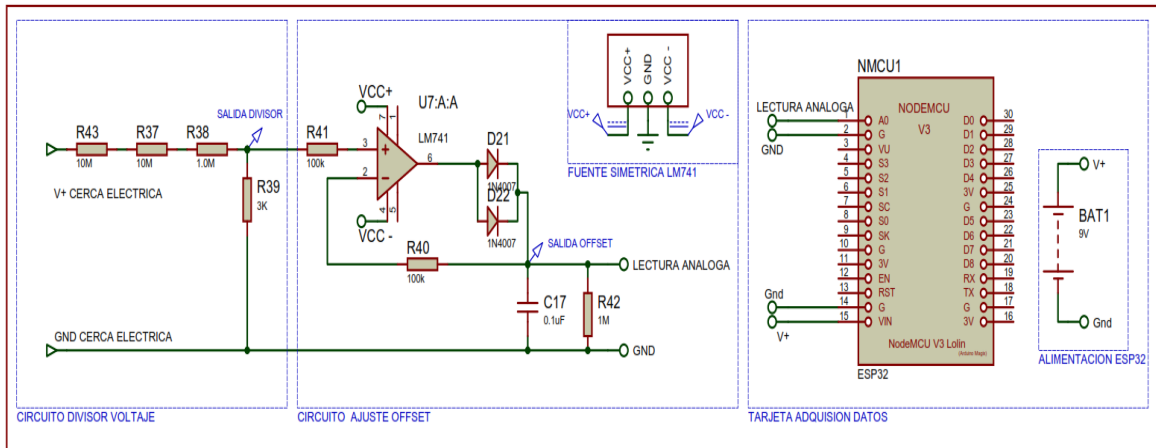 R43
10M
R37
10M
R38
1.0M
SALIDA DIVISOR
R39
3K
V+ CERCA ELECTRICA
GND CERCA ELECTRICA
CIRCUITO DIVISOR VOLTAJE
R41
100k
VCC+
U7:A:A
LM741
3
2
6
7
1
4
5
VCC -
D21
1N4007
D22
1N4007
R40
100k
SALIDA OFFSET
LECTURA ANALOGA
C17
0.1uF
R42
1M
GND
CIRCUITO AJUSTE OFFSET
VCC+
GND
VCC -
VCC+
VCC -
FUENTE SIMETRICA LM741
NMCU1
LECTURA ANALOGA
GND
NODEMCU
V3
1 A0 D0 30
2 G D1 29
3 VU D2 28
4 S3 D3 27
5 S2 D4 26
6 S1 3V 25
7 SC G 24
8 S0 D5 23
9 SK D6 22
10 G D7 21
11 3V D8 20
12 EN RX 19
13 RST TX 18
14 G G 17
15 VIN 3V 16
Gnd
V+
NodeMCU V3 Lolin
(Arduino Magix)
ESP32
TARJETA ADQUISION DATOS
V+
BAT1
9V
Gnd
ALIMENTACION ESP32